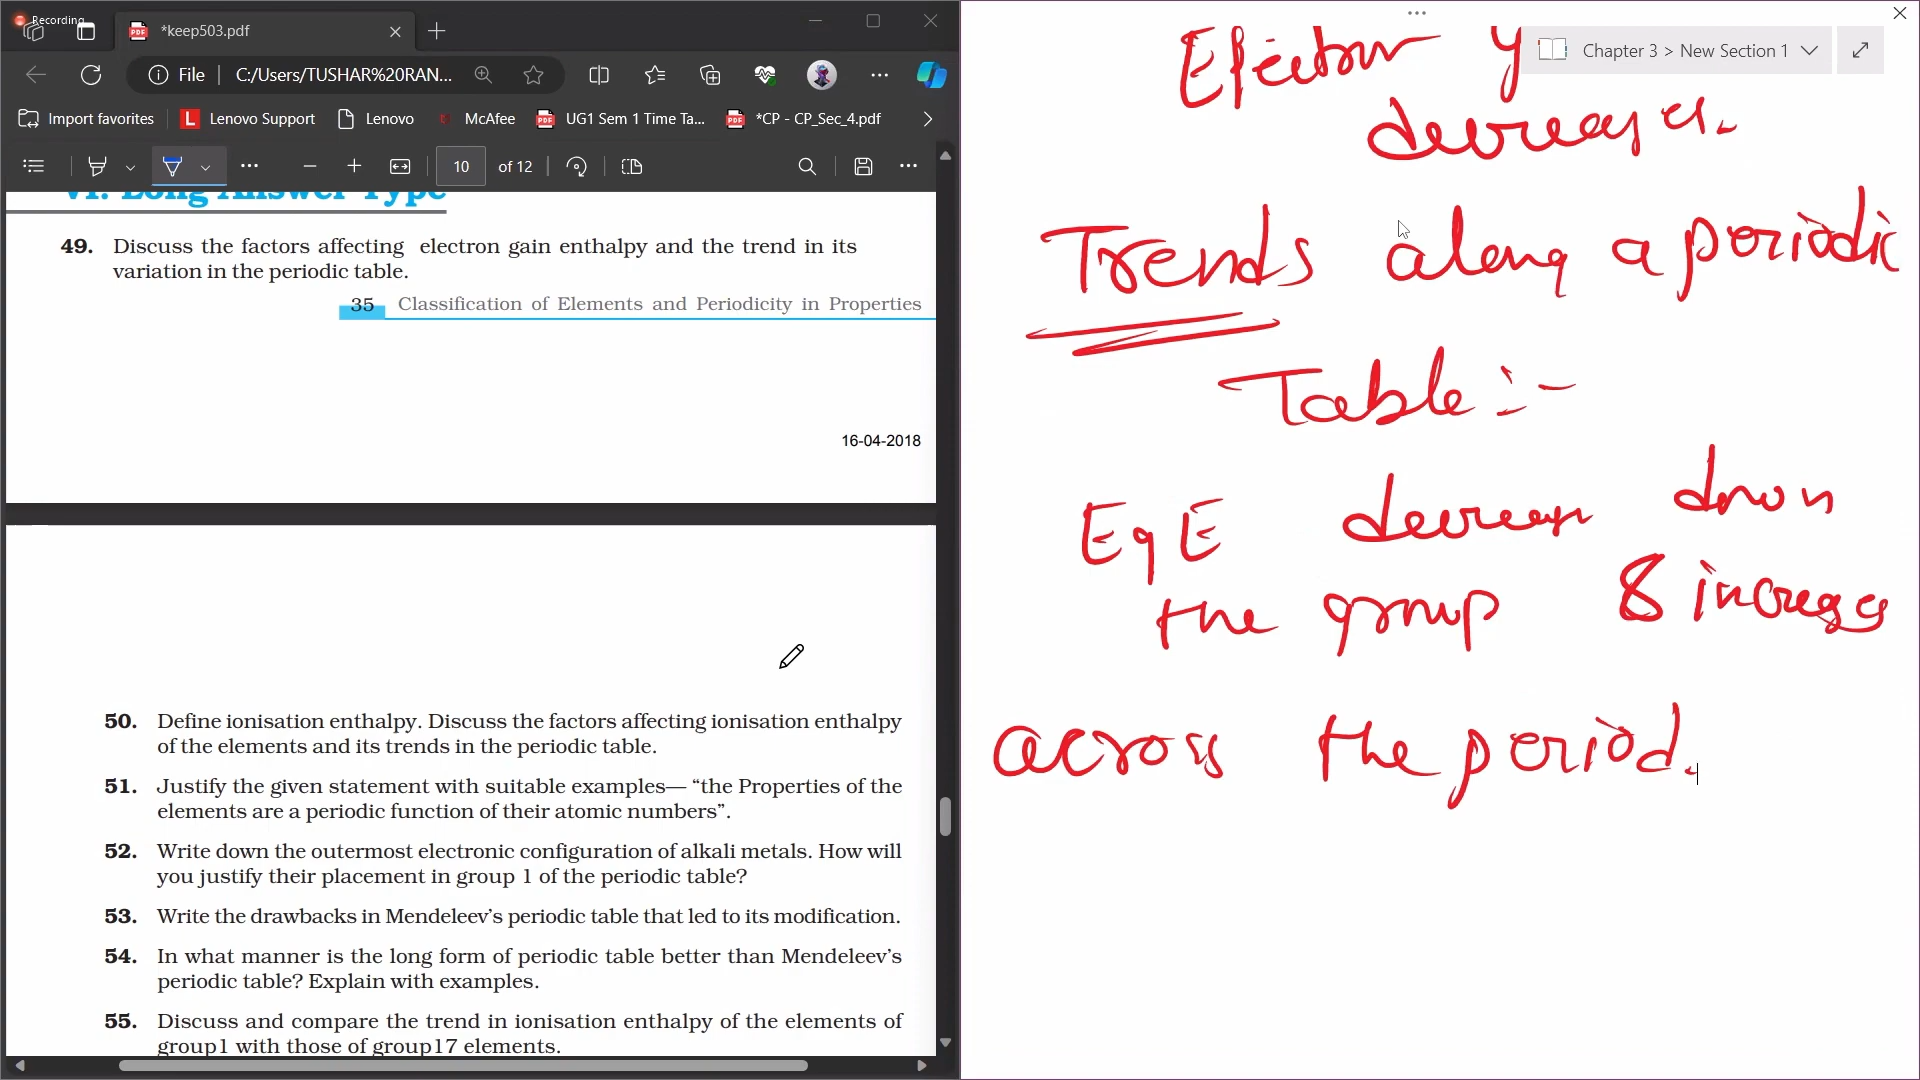 Recording
*keep503.pdf
File
C:/Users/TUSHAR%20RAN...
Import favorites
Lenovo Support
Lenovo
McAfee
UG1 Sem 1 Time Ta...
*CP - CP_Sec_4.pdf
10 of 12
VI. Long Answer Type
49. Discuss the factors affecting electron gain enthalpy and the trend in its
variation in the periodic table.
35 Classification of Elements and Periodicity in Properties
16-04-2018
50. Define ionisation enthalpy. Discuss the factors affecting ionisation enthalpy
of the elements and its trends in the periodic table.
51. Justify the given statement with suitable examples— “the Properties of the
elements are a periodic function of their atomic numbers”.
52. Write down the outermost electronic configuration of alkali metals. How will
you justify their placement in group 1 of the periodic table?
53. Write the drawbacks in Mendeleev’s periodic table that led to its modification.
54. In what manner is the long form of periodic table better than Mendeleev’s
periodic table? Explain with examples.
55. Discuss and compare the trend in ionisation enthalpy of the elements of
group1 with those of group17 elements.
Chapter 3 > New Section 1
Electron
decreases.
Trends along a periodic
Table :-
EgE
the group & increases
across the period.